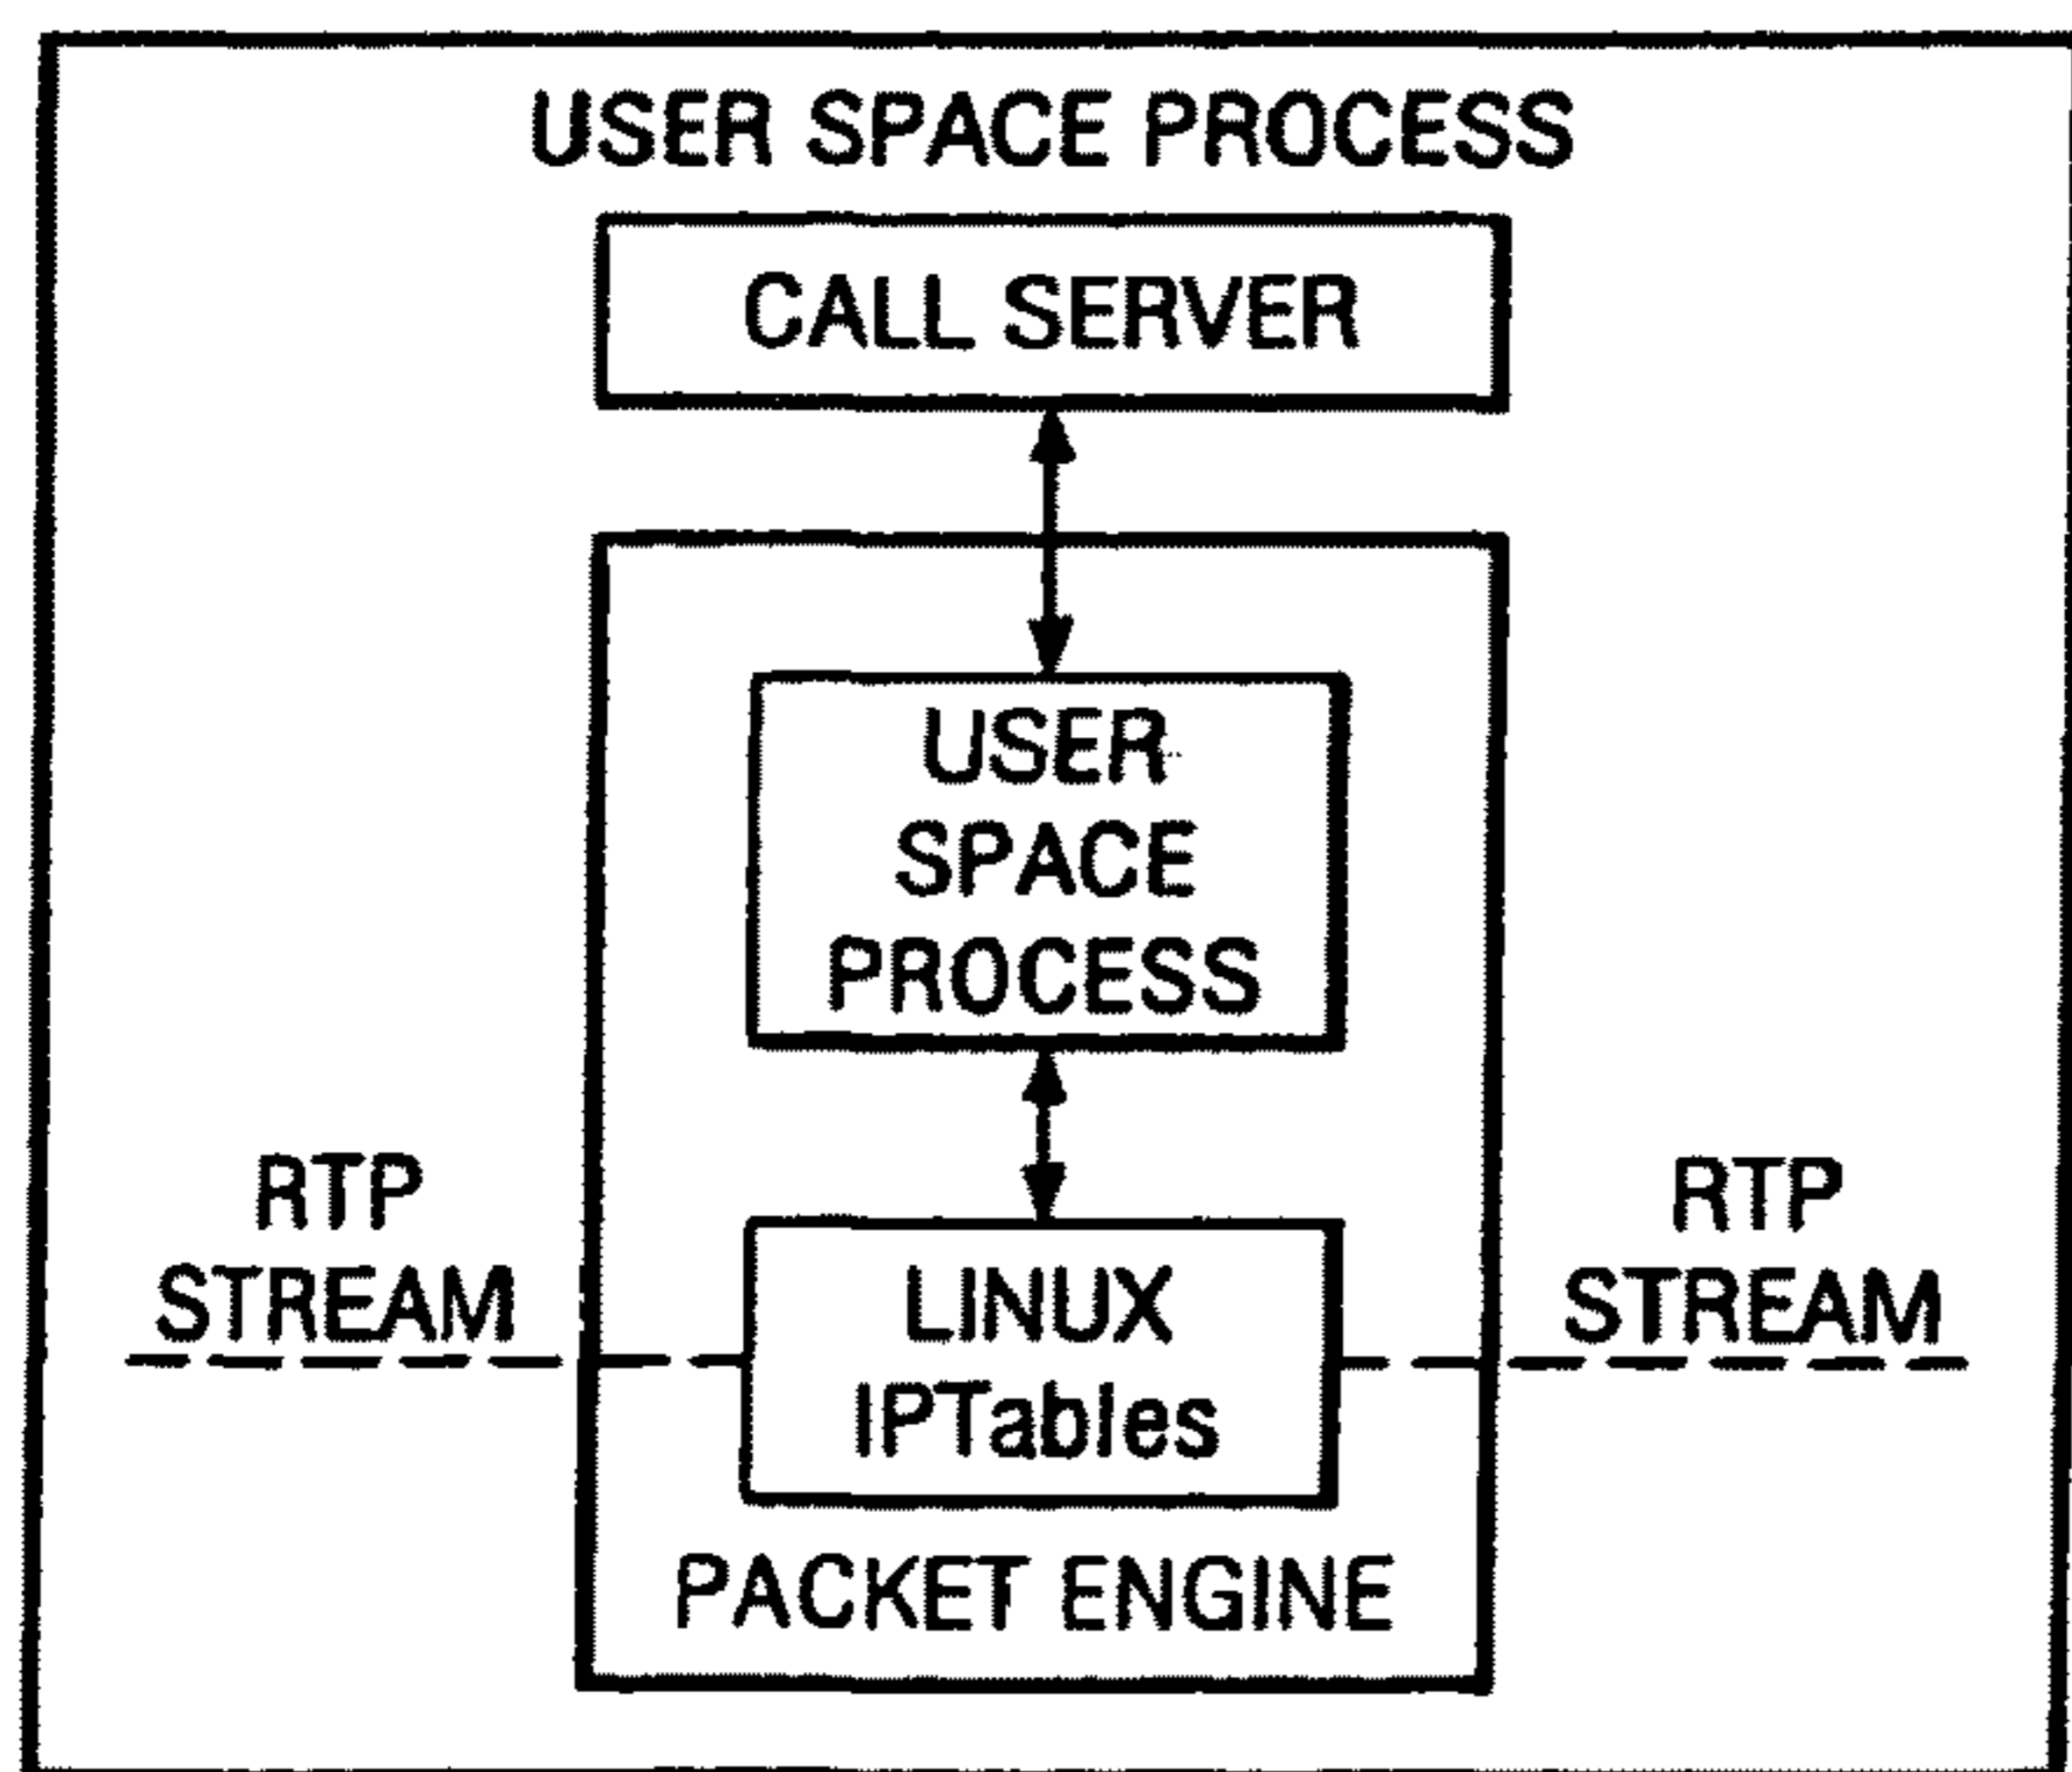 USER SPACE PROCESS
CALL SERVER
USER
SPACE
PROCESS
RTP
STREAM
LINUX
IPTables
RTP
STREAM
PACKET ENGINE